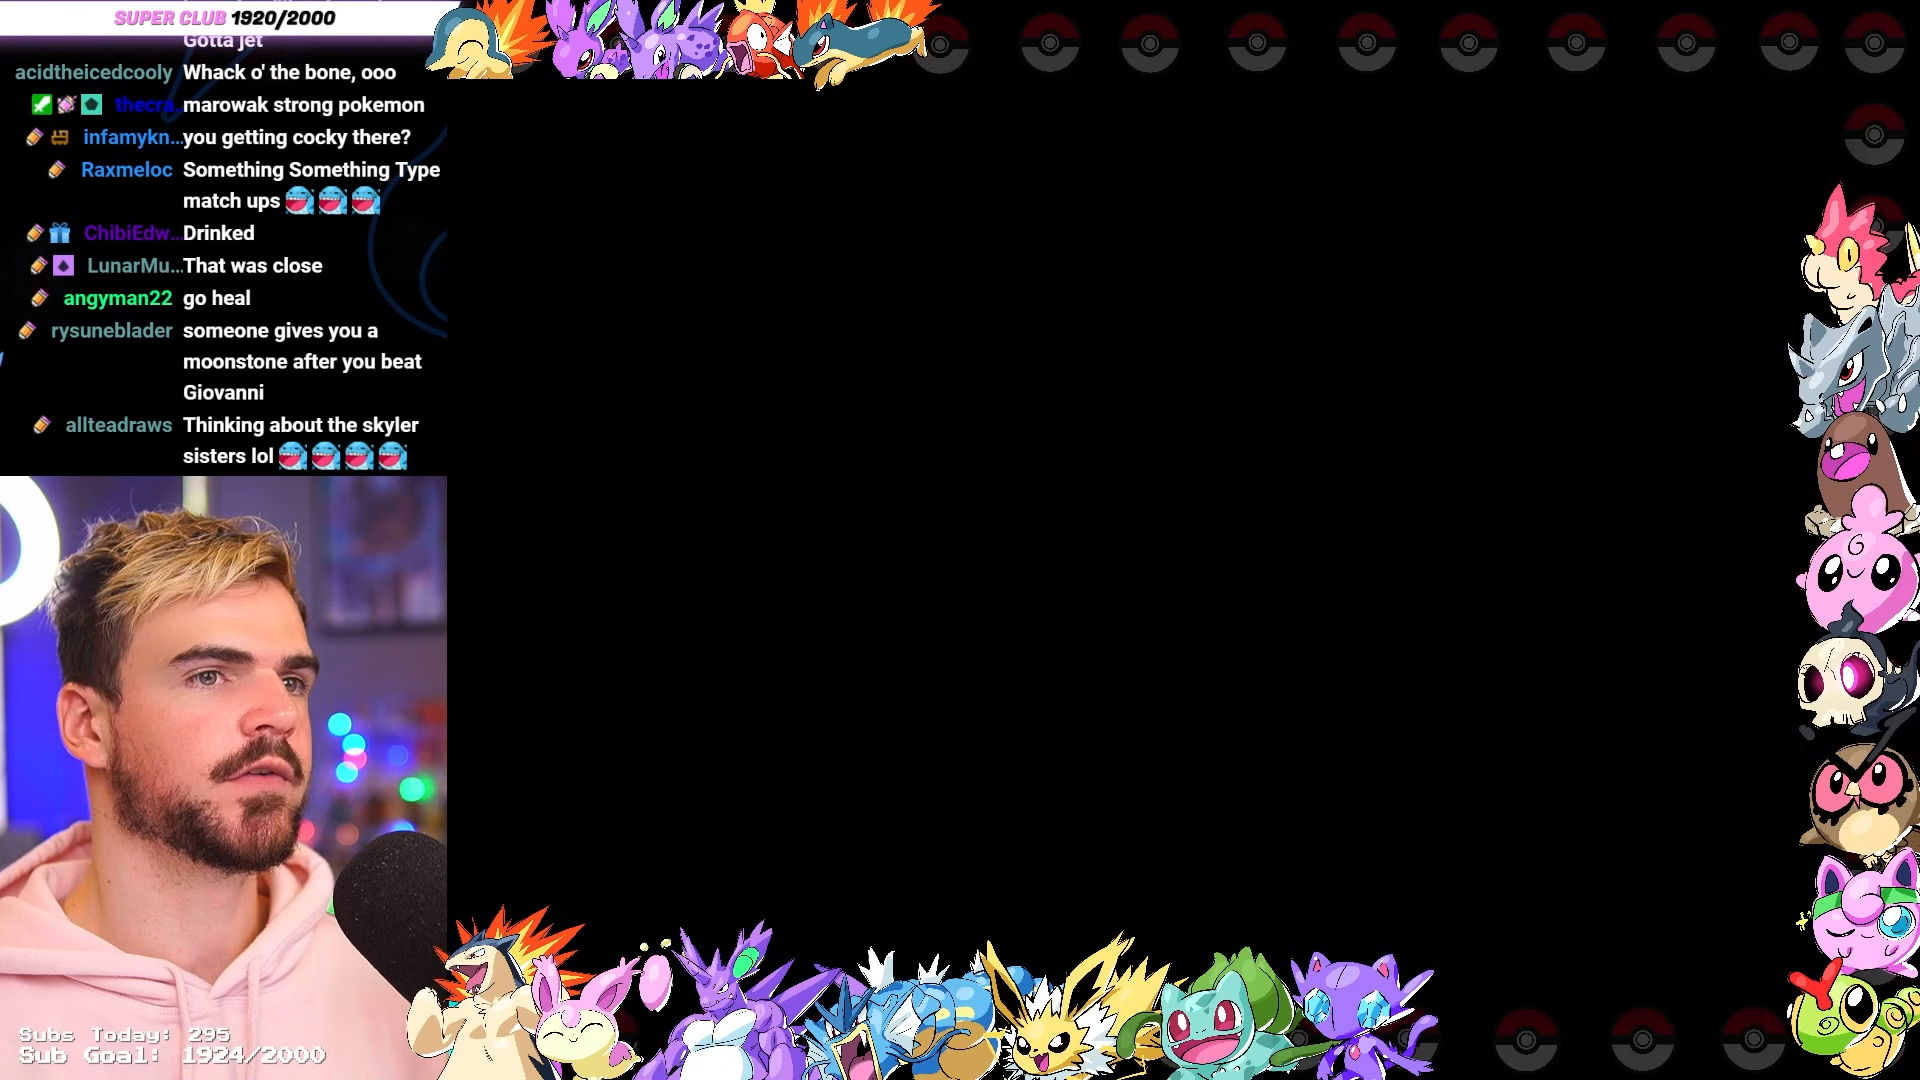 SUPER CLUB 1920/2000
Gotta jet
acidtheicedcooly Whack o' the bone, ooo
thecra… marowak strong pokemon
infamykn… you getting cocky there?
Raxmeloc Something Something Type
match ups
ChibiEdw… Drinked
LunarMu… That was close
angyman22 go heal
rysuneblader someone gives you a
moonstone after you beat
Giovanni
allteadraws Thinking about the skyler
sisters lol
Subs Today: 295
Sub Goal: 1924/2000